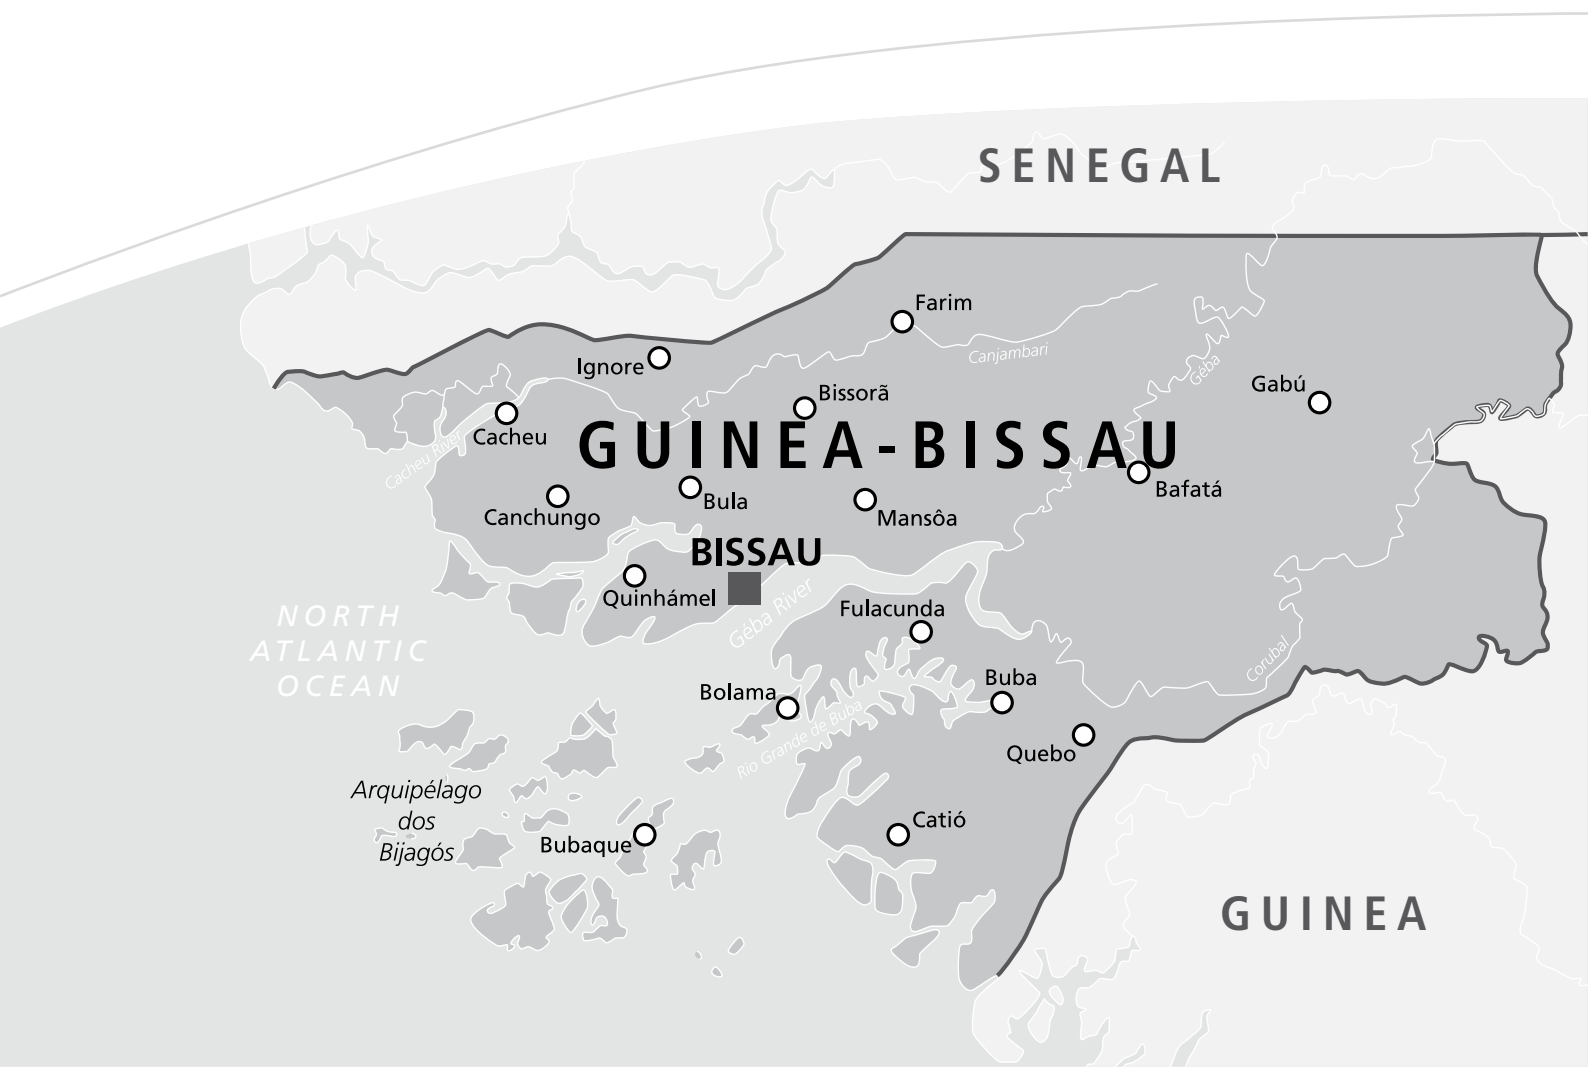 SENEGAL
Farim
Canjambari
Ignore
Géba
Gabú
Bissorã
Cacheu
Cacheu River
GUINEA-BISSAU
Bafatá
Bula
Canchungo
Mansôa
BISSAU
Quinhámel
Géba River
Fulacunda
NORTH
ATLANTIC
OCEAN
Corubal
Buba
Bolama
Rio Grande de Buba
Quebo
Arquipélago
dos
Bijagós
Catió
Bubaque
GUINEA